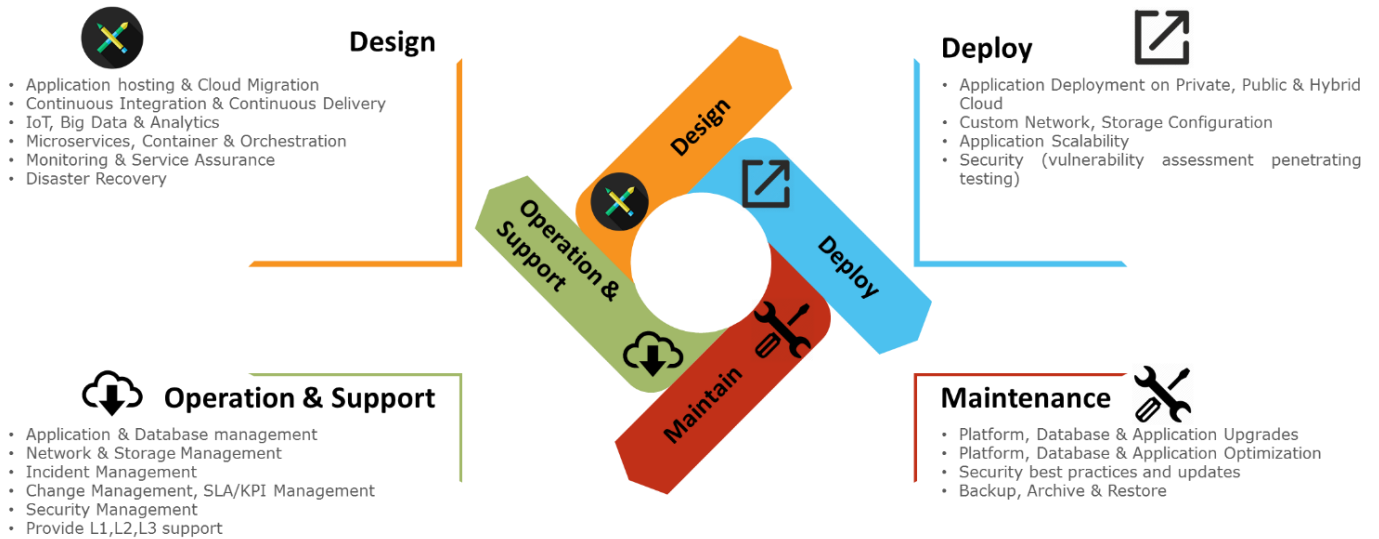 Design
• Application hosting & Cloud Migration
• Continuous Integration & Continuous Delivery
• IoT, Big Data & Analytics
• Microservices, Container & Orchestration
• Monitoring & Service Assurance
• Disaster Recovery
Deploy
• Application Deployment on Private, Public & Hybrid
Cloud
• Custom Network, Storage Configuration
• Application Scalability
• Security (vulnerability assessment penetrating
testing)
Design
Deploy
Operation &
Support
Maintain
Operation & Support
• Application & Database management
• Network & Storage Management
• Incident Management
• Change Management, SLA/KPI Management
• Security Management
• Provide L1,L2,L3 support
Maintenance
• Platform, Database & Application Upgrades
• Platform, Database & Application Optimization
• Security best practices and updates
• Backup, Archive & Restore